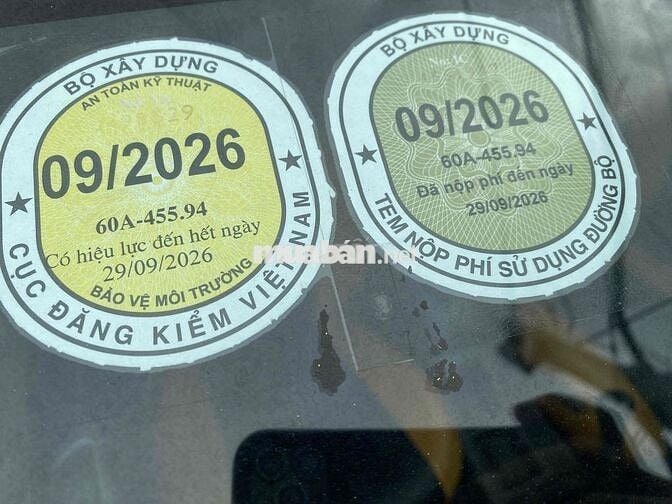 BỘ XÂY DỰNG
AN TOÀN KỸ THUẬT
09/2026
60A-455.94
Có hiệu lực đến hết ngày
29/09/2026
BẢO VỆ MÔI TRƯỜNG
CỤC ĐĂNG KIỂM VIỆT NAM
BỘ XÂY DỰNG
09/2026
60A-455.94
Đã nộp phí đến ngày
29/09/2026
TEM NỘP PHÍ SỬ DỤNG ĐƯỜNG BỘ
muaban.net